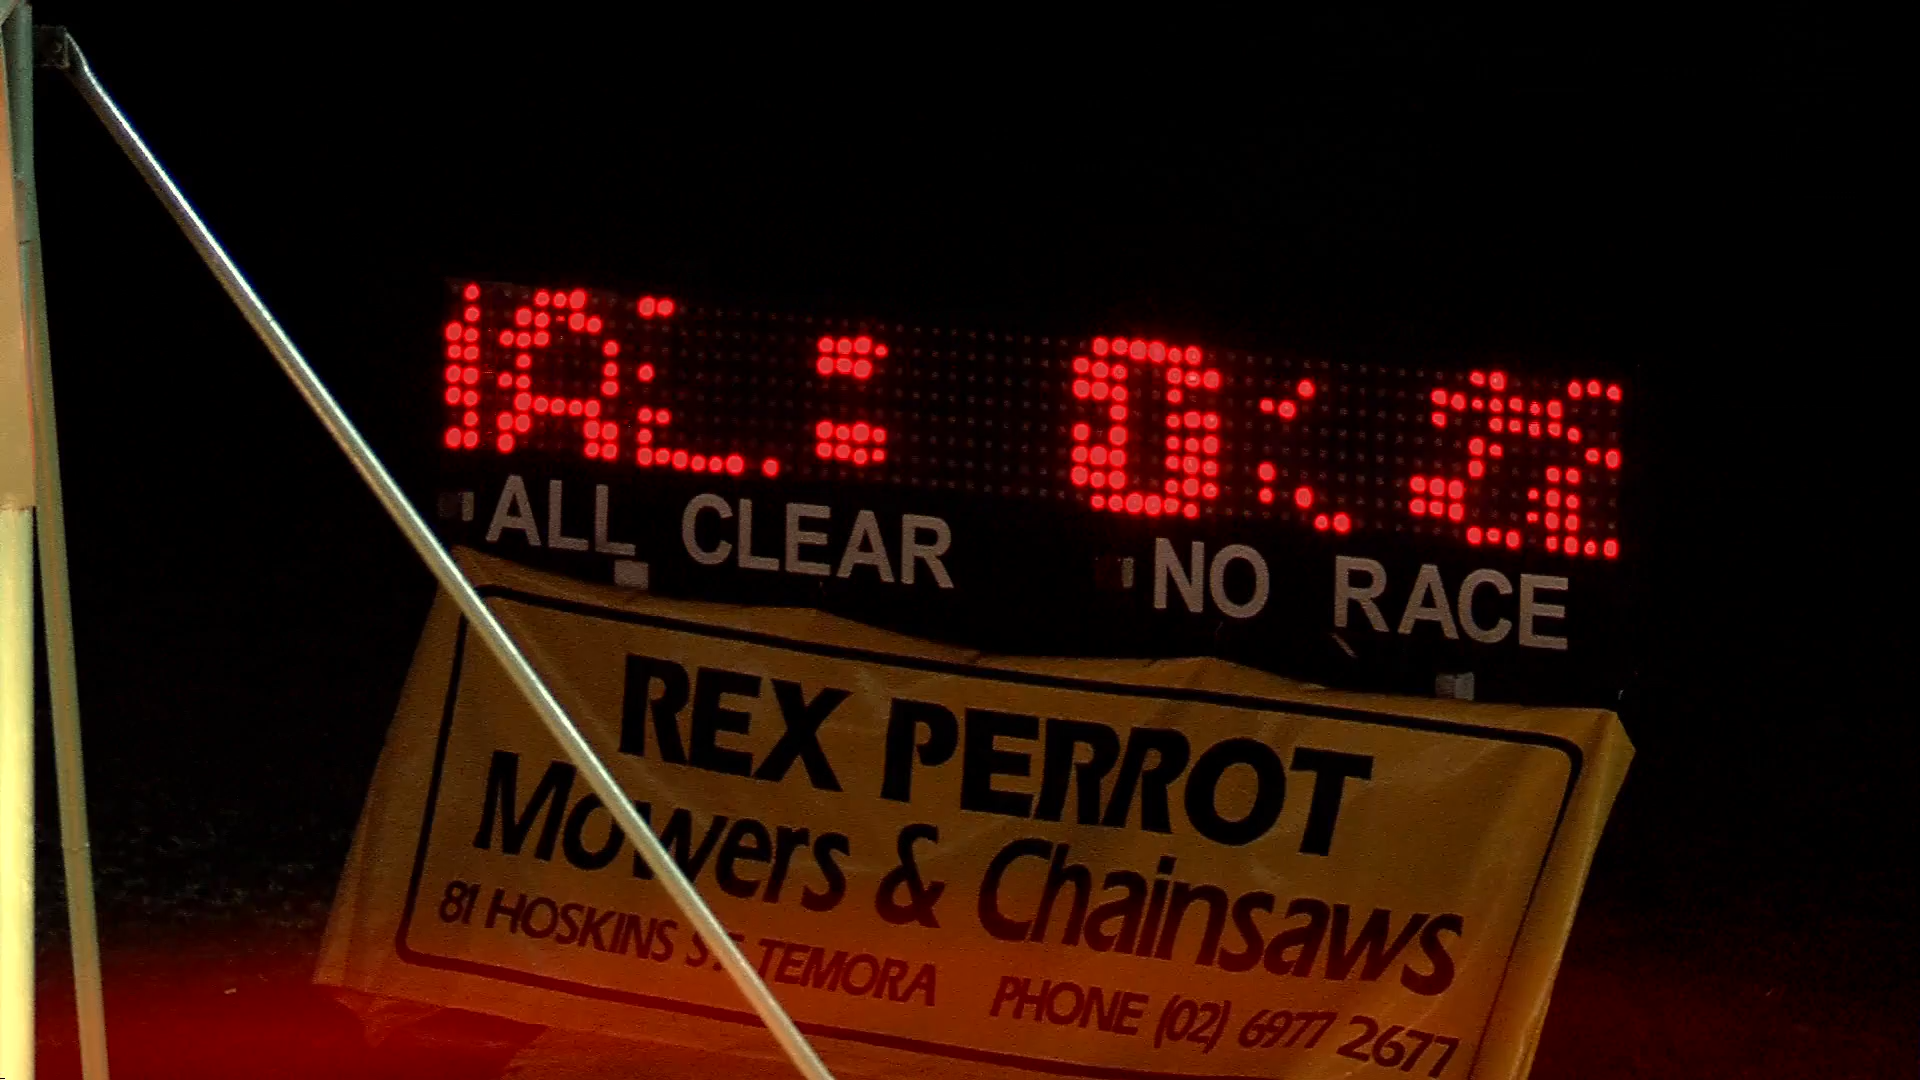 ALL CLEAR NO RACE
REX PERROT
Mowers & Chainsaws
81 HOSKINS ST. TEMORA PHONE (02) 6977 2677